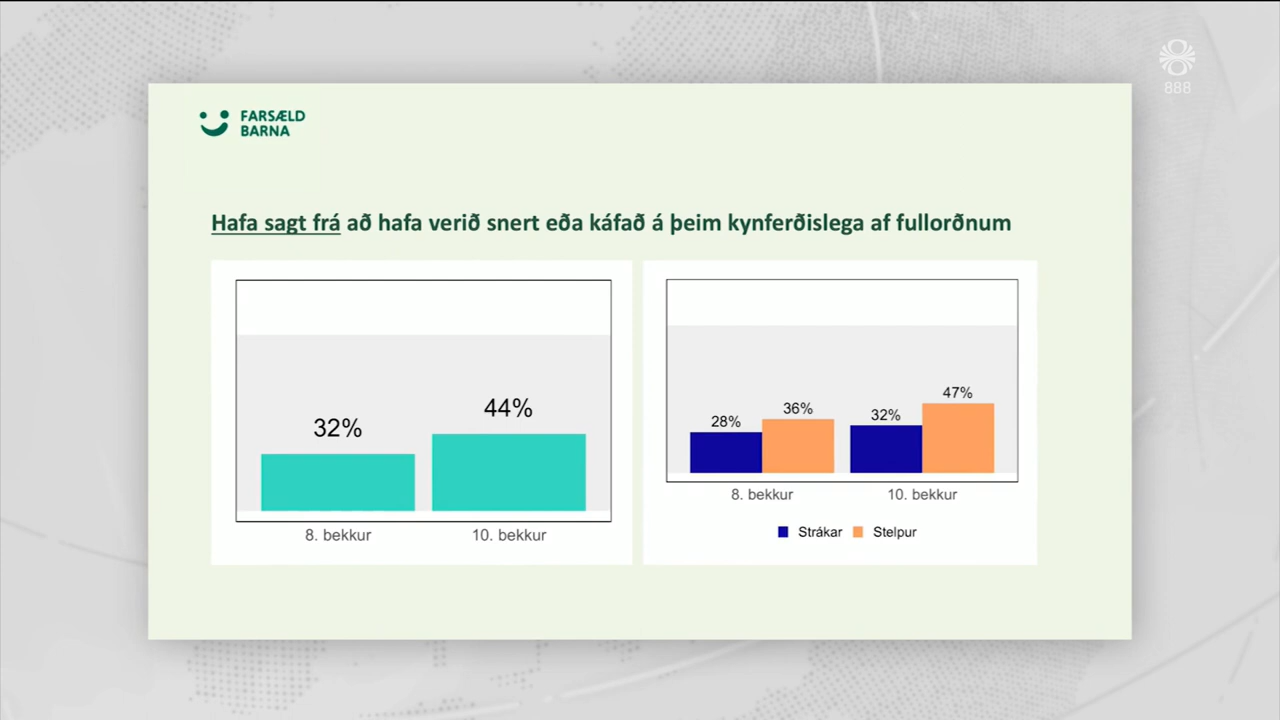 888
FARSÆLD
BARNA
Hafa sagt frá að hafa verið snert eða káfað á þeim kynferðislega af fullorðnum
32%
44%
8. bekkur
10. bekkur
28%
36%
32%
47%
8. bekkur
10. bekkur
Strákar
Stelpur